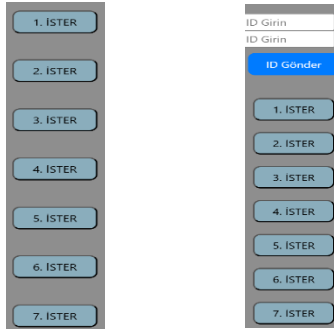 1. İSTER
2. İSTER
3. İSTER
4. İSTER
5. İSTER
6. İSTER
7. İSTER
ID Girin
ID Girin
ID Gönder
1. İSTER
2. İSTER
3. İSTER
4. İSTER
5. İSTER
6. İSTER
7. İSTER